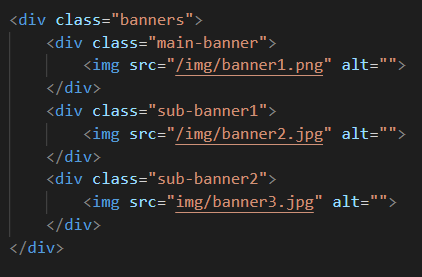 <div class="banners">
    <div class="main-banner">
        <img src="/img/banner1.png" alt="">
    </div>
    <div class="sub-banner1">
        <img src="/img/banner2.jpg" alt="">
    </div>
    <div class="sub-banner2">
        <img src="img/banner3.jpg" alt="">
    </div>
</div>